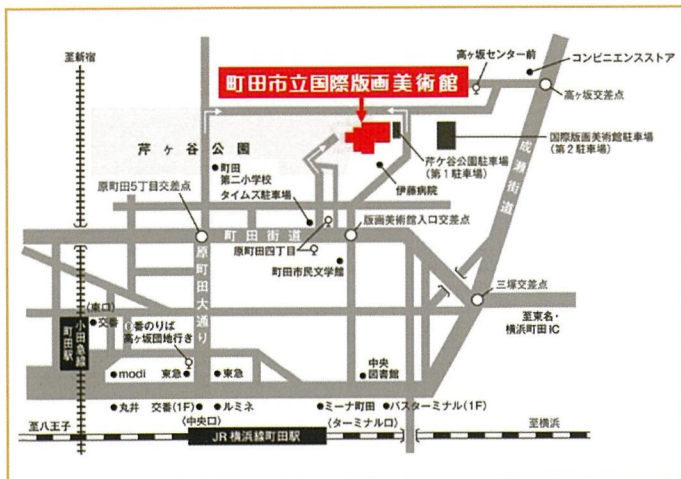 至新宿
高ヶ坂センター前
コンビニエンスストア
町田市立国際版画美術館
高ヶ坂交差点
芹ヶ谷公園
国際版画美術館駐車場
(第2駐車場)
芹ケ谷公園駐車場
(第1駐車場)
成瀬街道
町田
第二小学校
伊藤病院
原町田5丁目交差点
タイムズ駐車場
版画美術館入口交差点
町田街道
原町田四丁目
町田市民文学館
原町田大通り
三塚交差点
至東名・
横浜町田IC
(東口)
交番
小田急線
町田駅
番のりば
高ヶ坂団地行き
modi
東急
東急
中央
図書館
丸井
交番(1F)
ルミネ
ミーナ町田
バスターミナル(1F)
〈中央口〉
〈ターミナル口〉
至八王子
JR横浜線町田駅
至横浜